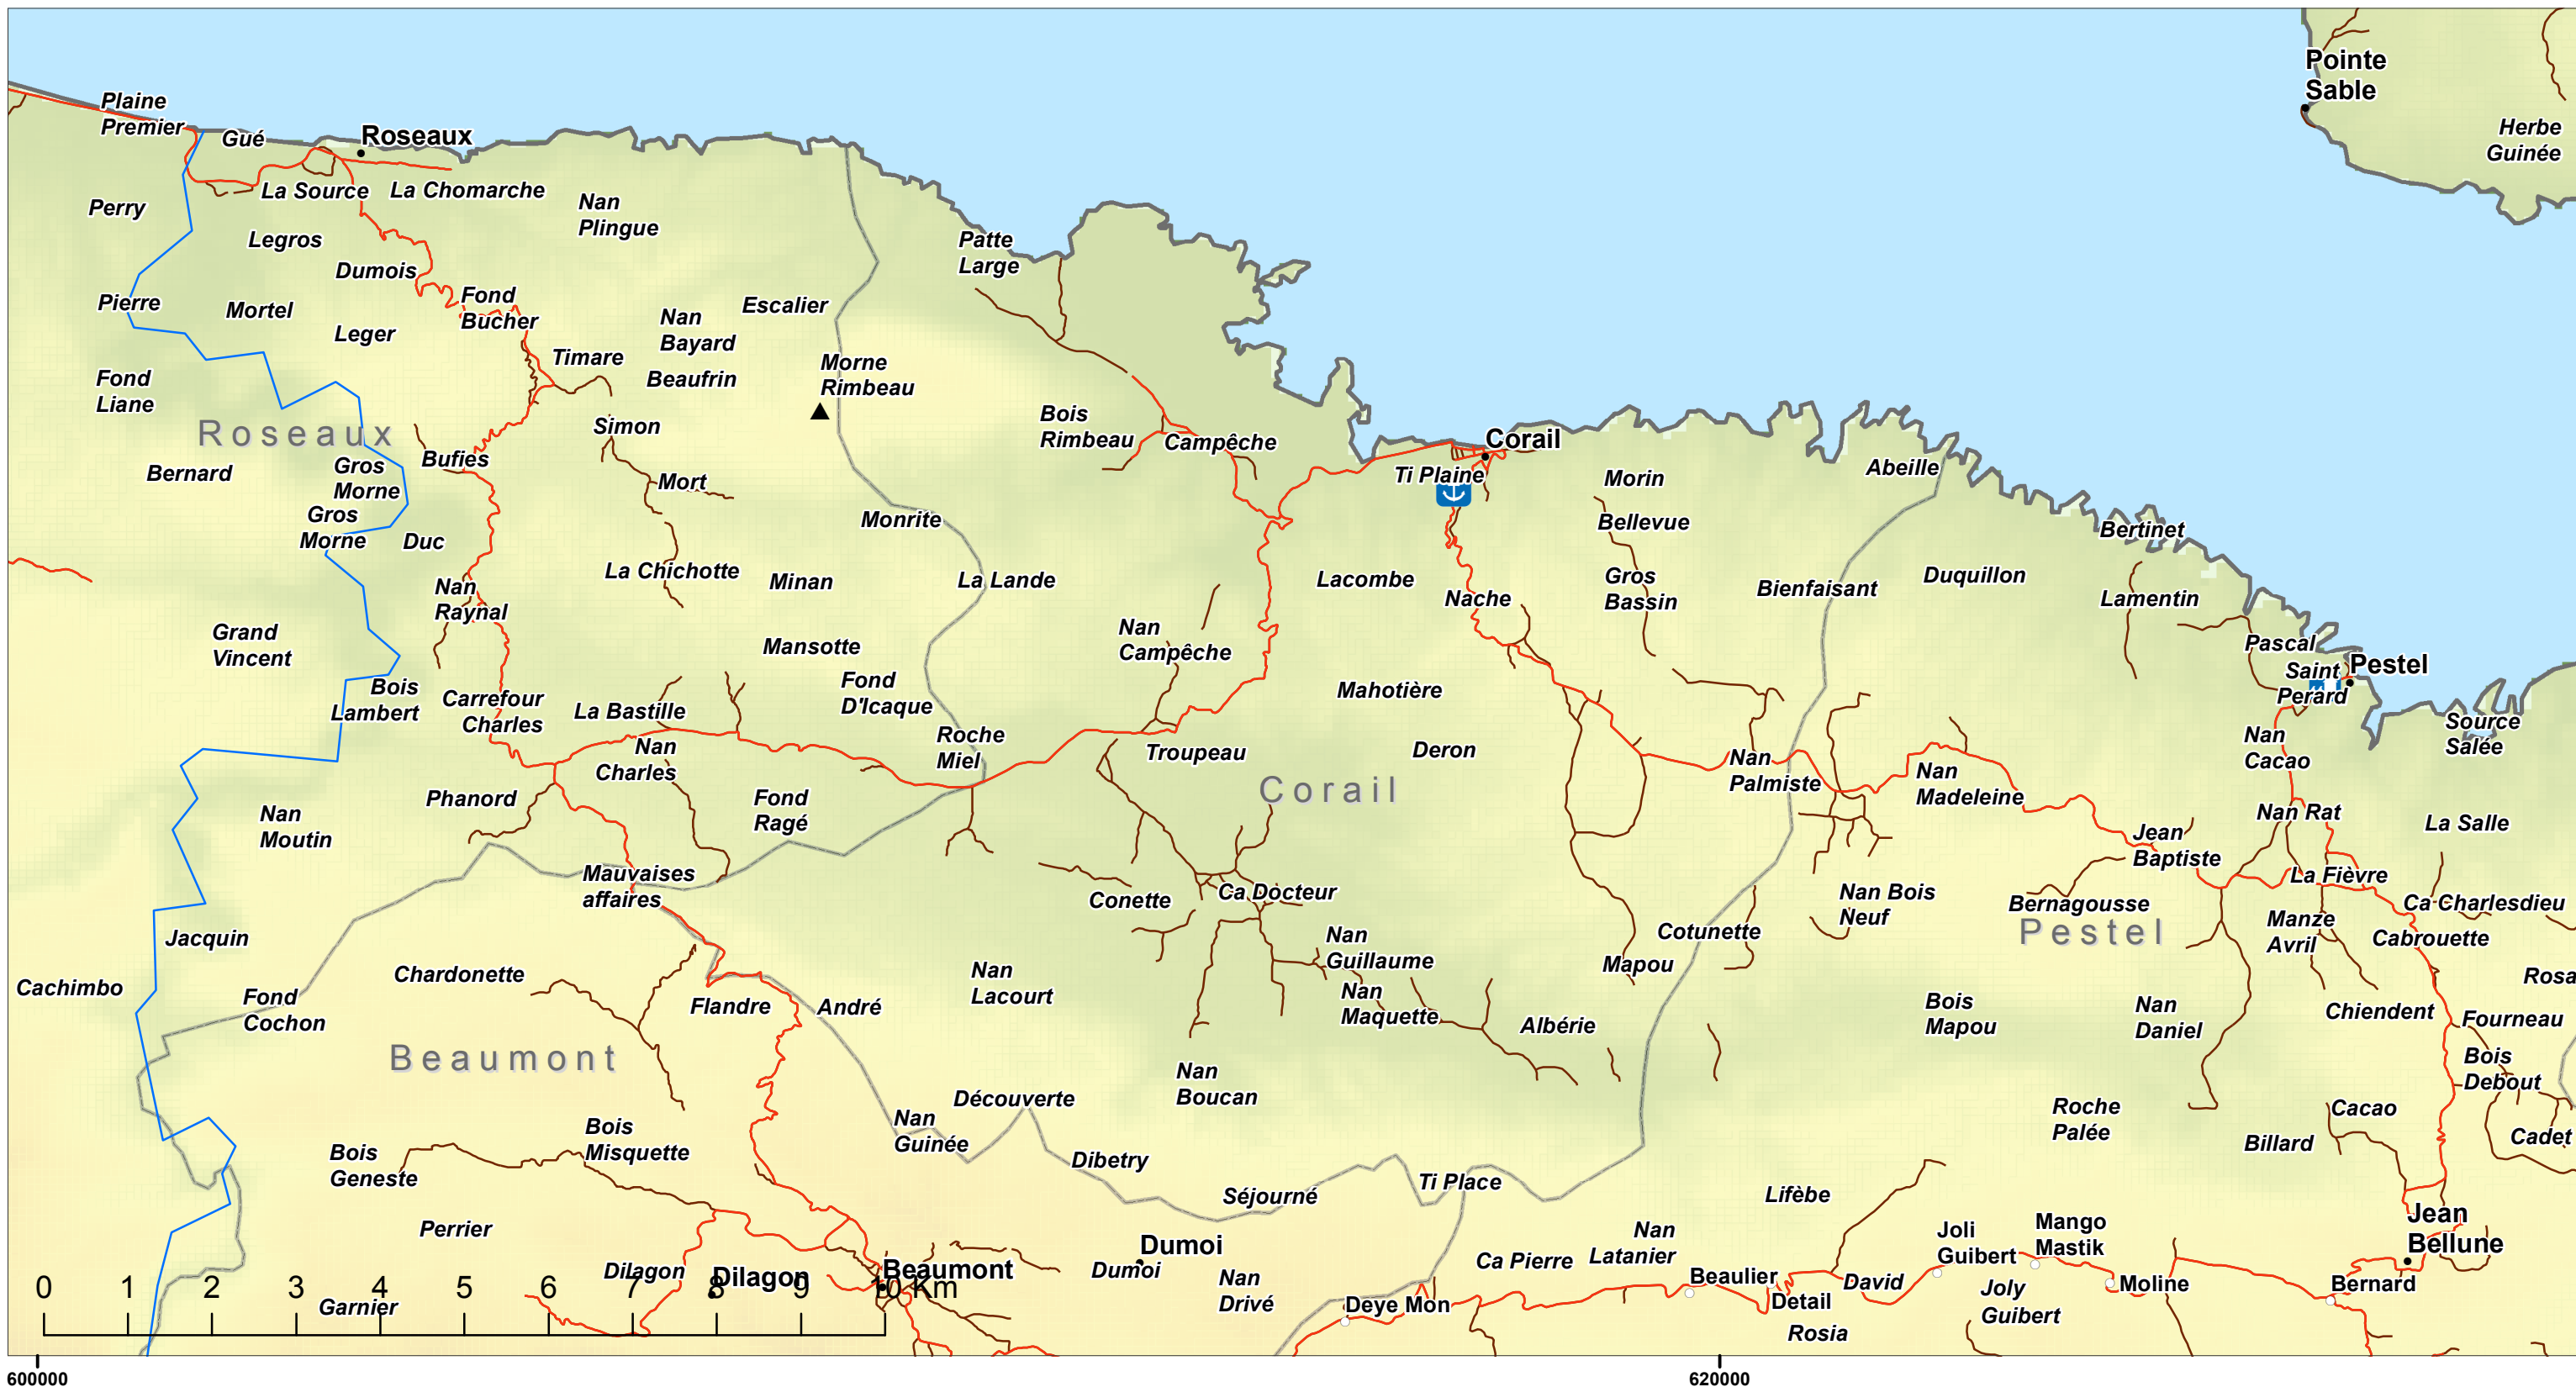 Pointe
Sable
Plaine
Premier
Gué
Roseaux
Herbe
Guinée
La Source
La Chomarche
Perry
Nan
Plingue
Legros
Patte
Large
Dumois
Pierre
Mortel
Fond
Bucher
Escalier
Leger
Nan
Bayard
Timare
Morne
Rimbeau
Beaufrin
Fond
Liane
Bois
Rimbeau
Simon
Roseaux
Campêche
Corail
Bufies
Gros
Morne
Bernard
Mort
Ti Plaine
Morin
Abeille
Gros
Morne
Duc
Monrite
Bellevue
Bertinet
La Chichotte
Minan
La Lande
Lacombe
Gros
Bassin
Bienfaisant
Duquillon
Nan
Raynal
Nache
Lamentin
Grand
Vincent
Mansotte
Nan
Campêche
Pascal
Saint
Perard
Pestel
Bois
Lambert
Carrefour
Charles
La Bastille
Fond
D'Icaque
Mahotière
Source
Salée
Nan
Charles
Roche
Miel
Troupeau
Deron
Nan
Palmiste
Nan
Madeleine
Nan
Cacao
Phanord
Fond
Ragé
Corail
Nan
Moutin
Nan Rat
La Salle
Jean
Baptiste
Mauvaises
affaires
Conette
Ca Docteur
Nan Bois
Neuf
La Fièvre
Bernagousse
Ca Charlesdieu
Manze
Avril
Jacquin
Nan
Guillaume
Cotunette
Pestel
Cabrouette
Mapou
Cachimbo
Chardonette
Nan
Lacourt
Rosa
Fond
Cochon
Flandre
André
Nan
Maquette
Albérie
Bois
Mapou
Nan
Daniel
Chiendent
Fourneau
Beaumont
Bois
Debout
Nan
Boucan
Découverte
Nan
Guinée
Roche
Palée
Cacao
Bois
Misquette
Bois
Geneste
Dibetry
Billard
Cadet
Ti Place
Séjourné
Lifèbe
Perrier
Nan
Latanier
Joli
Guibert
Mango
Mastik
Jean
Bellune
Dumoi
Dumoi
Ca Pierre
Dilagon
Dilagon
Beaumont
Nan
Drivé
Beaulier
David
Joly
Guibert
Moline
Bernard
Detail
Deye Mon
Garnier
Rosia
0 1 2 3 4 5 6 7 8 9 10 Km
600000
620000